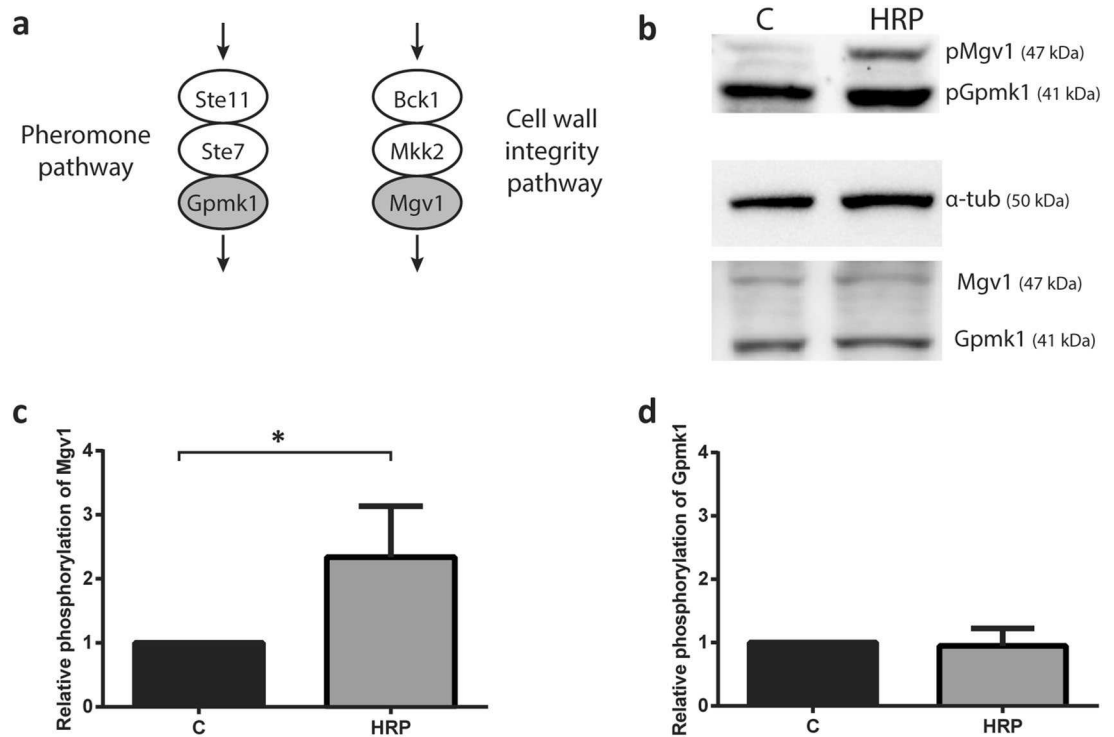 a
Ste11
Ste7
Gpmk1
Pheromone
pathway
Bck1
Mkk2
Mgv1
Cell wall
integrity
pathway
b
C HRP
pMgv1 (47 kDa)
pGpmk1 (41 kDa)
α-tub (50 kDa)
Mgv1 (47 kDa)
Gpmk1 (41 kDa)
c
Relative phosphorylation of Mgv1
4
3
2
1
0
*
C HRP
d
Relative phosphorylation of Gpmk1
4
3
2
1
0
C HRP